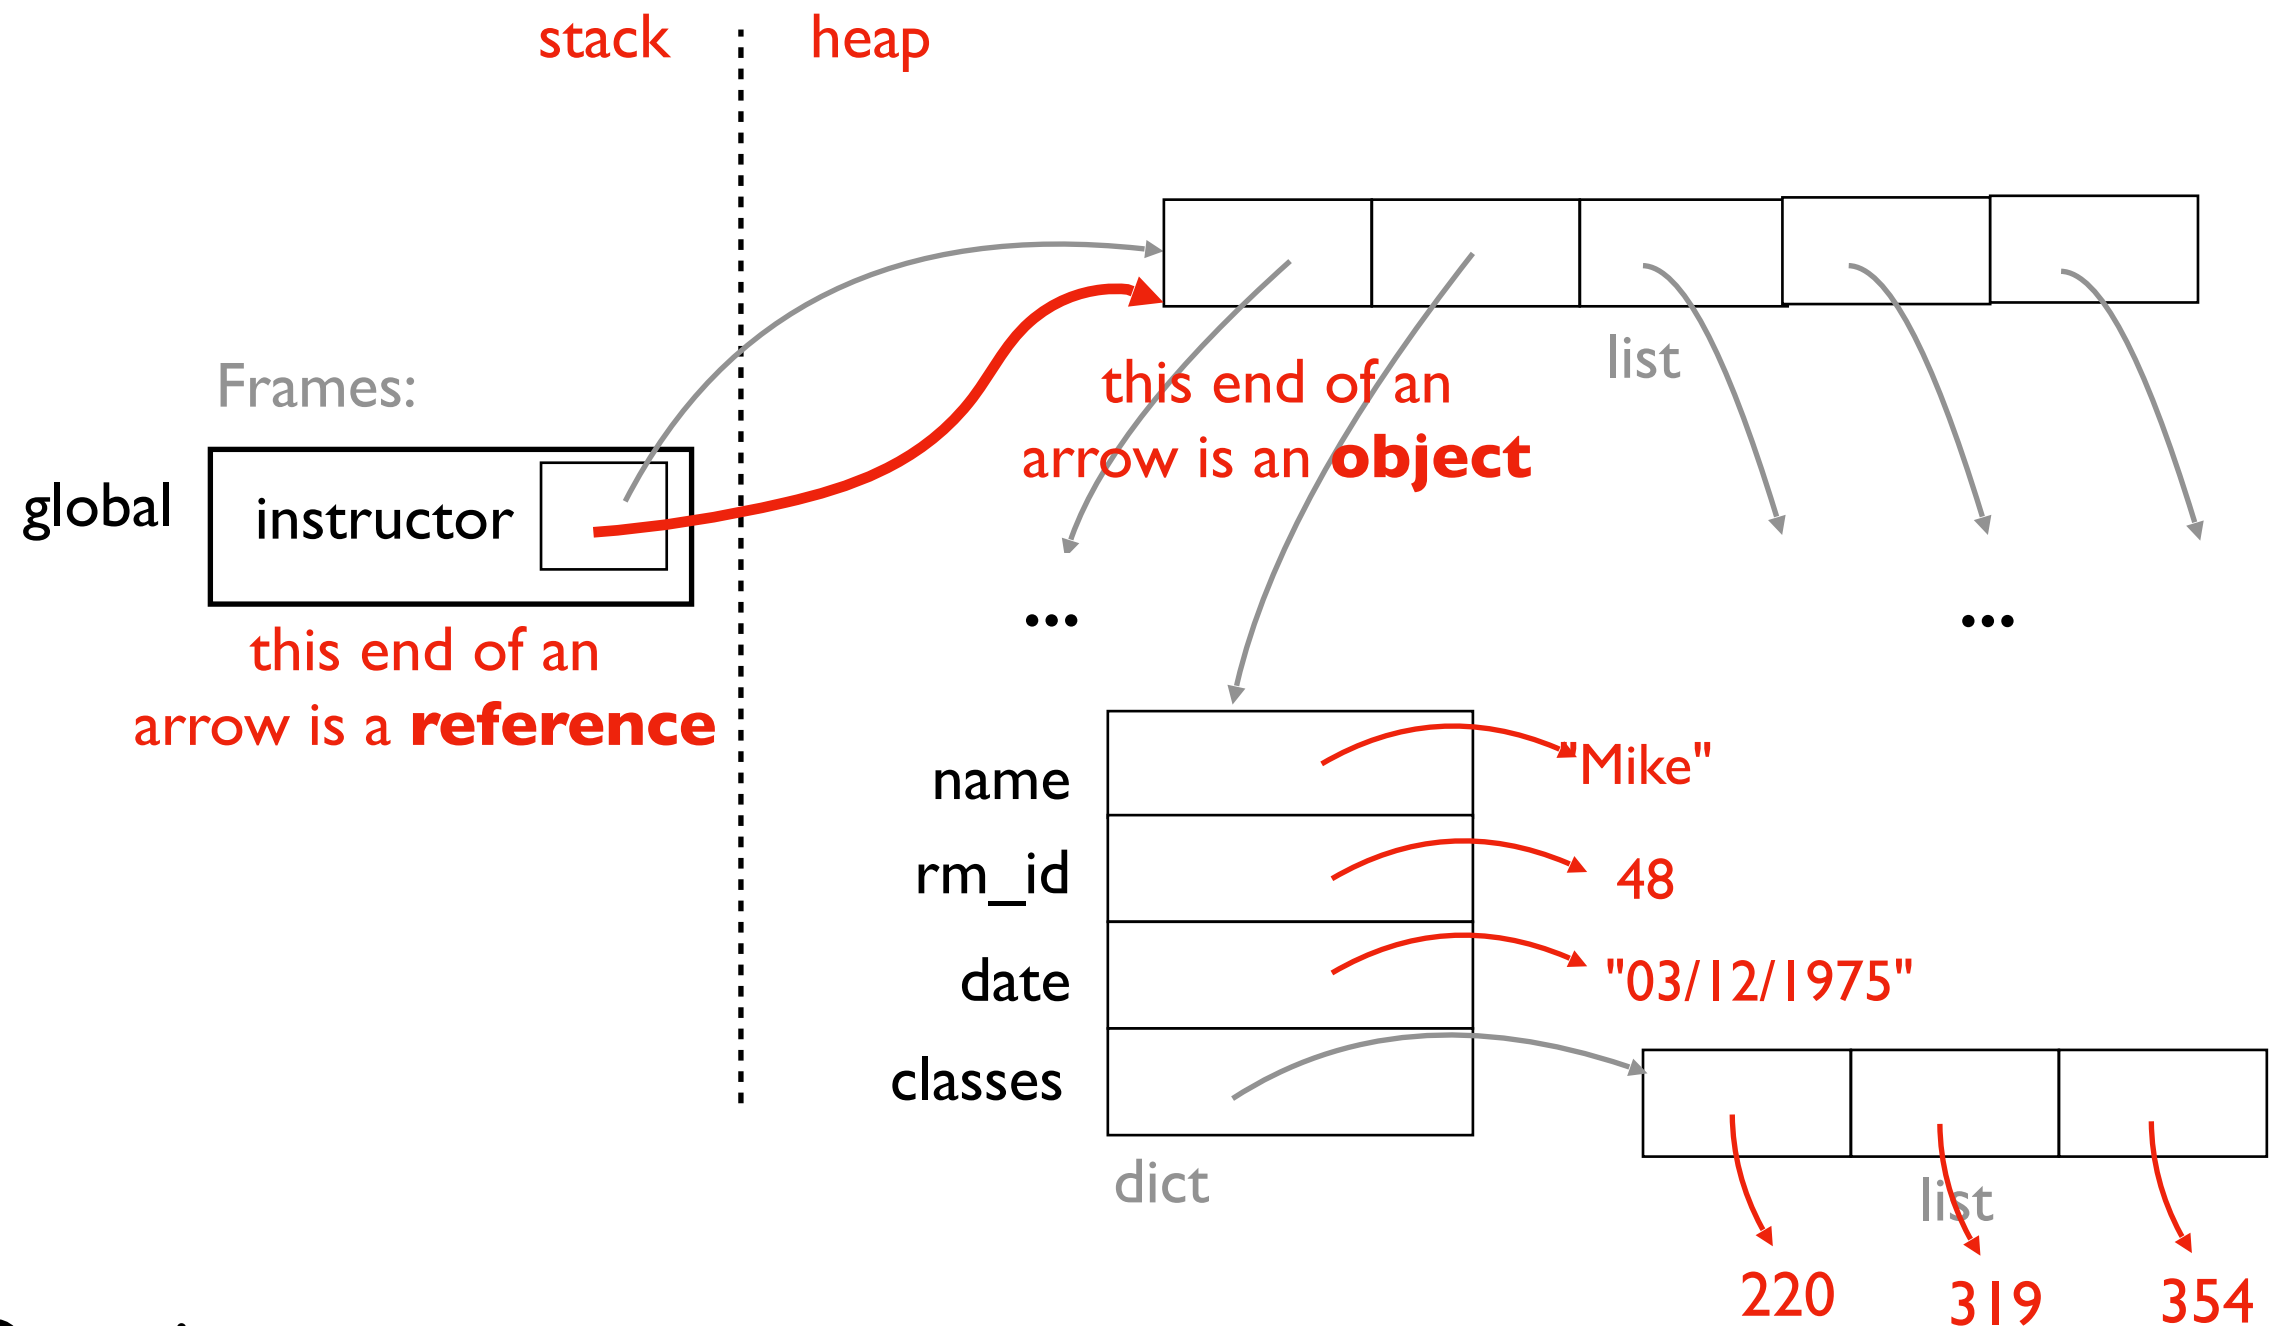 stack
heap
Frames:
global
instructor
list
this end of an
arrow is an object
this end of an
arrow is a reference
...
...
name
"Mike"
rm_id
48
date
"03/12/1975"
classes
dict
list
220
319
354